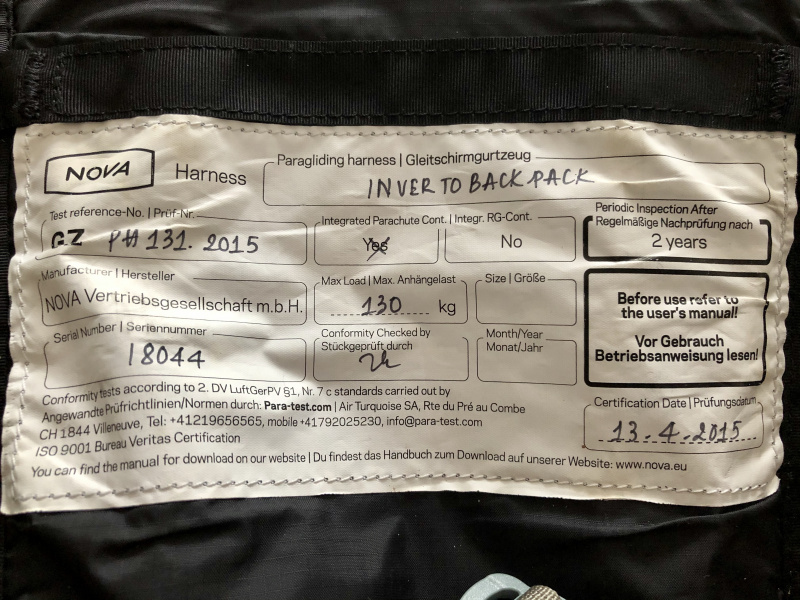 NOVA Harness
Paragliding harness | Gleitschirmgurtzeug
INVERTO BACKPACK
Test reference-No. | Prüf-Nr.
GZ PH 131. 2015
Integrated Parachute Cont. | Integr. RG-Cont.
Yes No
Periodic Inspection After
Regelmäßige Nachprüfung nach
2 years
Manufacturer | Hersteller
NOVA Vertriebsgesellschaft m.b.H.
Max Load | Max. Anhängelast
130 kg
Size | Größe
Before use refer to
the user's manual!
Vor Gebrauch
Betriebsanweisung lesen!
Serial Number | Seriennummer
18044
Conformity Checked by
Stückgeprüft durch
Month/Year
Monat/Jahr
Conformity tests according to 2. DV LuftGerPV §1, Nr. 7 c standards carried out by
Angewandte Prüfrichtlinien/Normen durch: Para-test.com | Air Turquoise SA, Rte du Pré au Combe
CH 1844 Villeneuve, Tel: +41219656565, mobile +41792025230, info@para-test.com
ISO 9001 Bureau Veritas Certification
Certification Date | Prüfungsdatum
13.4.2015
You can find the manual for download on our website | Du findest das Handbuch zum Download auf unserer Website: www.nova.eu